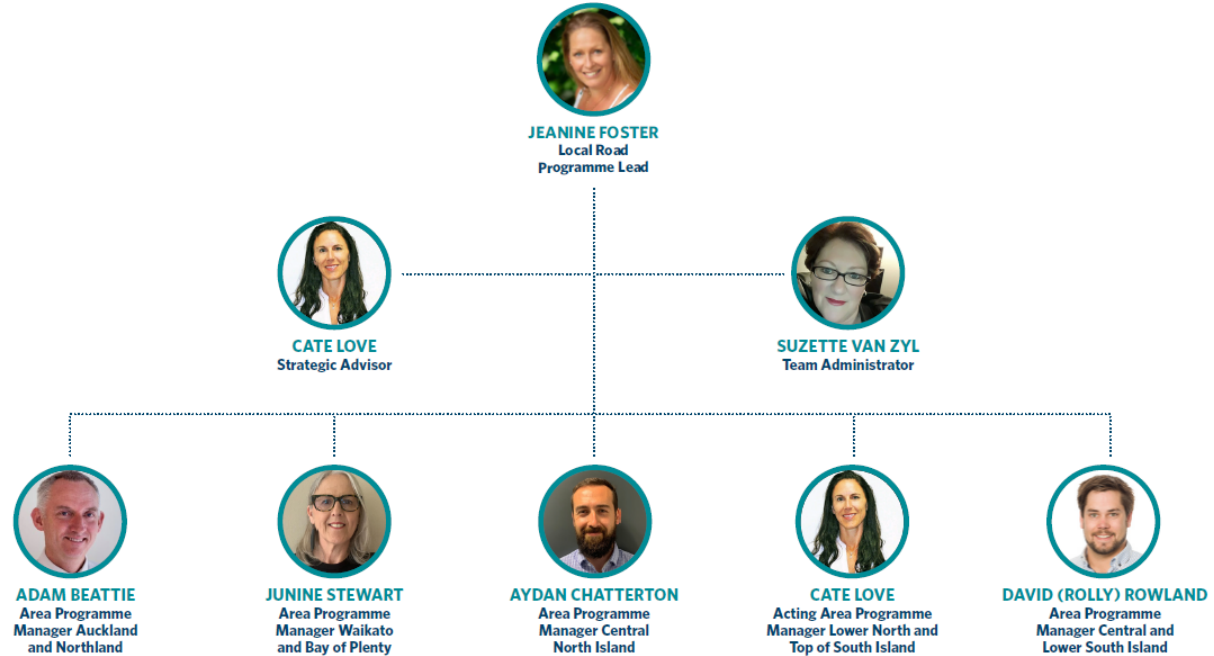 JEANINE FOSTER
Local Road
Programme Lead
CATE LOVE
Strategic Advisor
SUZETTE VAN ZYL
Team Administrator
ADAM BEATTIE
Area Programme
Manager Auckland
and Northland
JUNINE STEWART
Area Programme
Manager Waikato
and Bay of Plenty
AYDAN CHATTERTON
Area Programme
Manager Central
North Island
CATE LOVE
Acting Area Programme
Manager Lower North and
Top of South Island
DAVID (ROLLY) ROWLAND
Area Programme
Manager Central and
Lower South Island